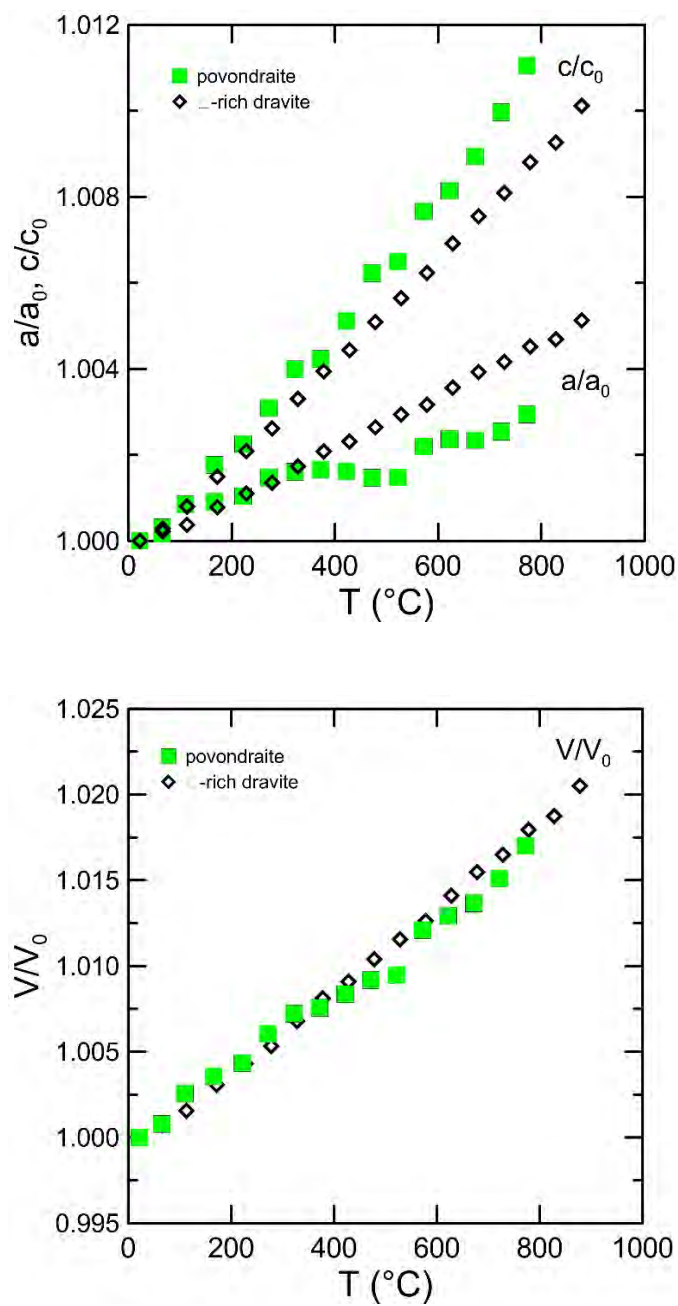 1.012
povondraite
-rich dravite
c/c₀
1.008
a/a₀, c/c₀
1.004
a/a₀
1.000
0 200 400 600 800 1000
T (°C)
1.025
povondraite
-rich dravite
V/V₀
1.020
1.015
V/V₀
1.010
1.005
1.000
0.995
0 200 400 600 800 1000
T (°C)